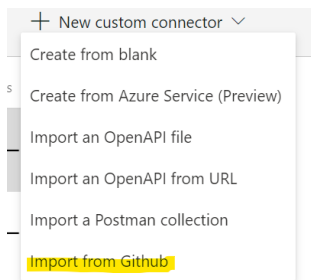 New custom connector
S
Create from blank
Create from Azure Service (Preview)
Import an OpenAPI file
Import an OpenAPI from URL
Import a Postman collection
Import from Github